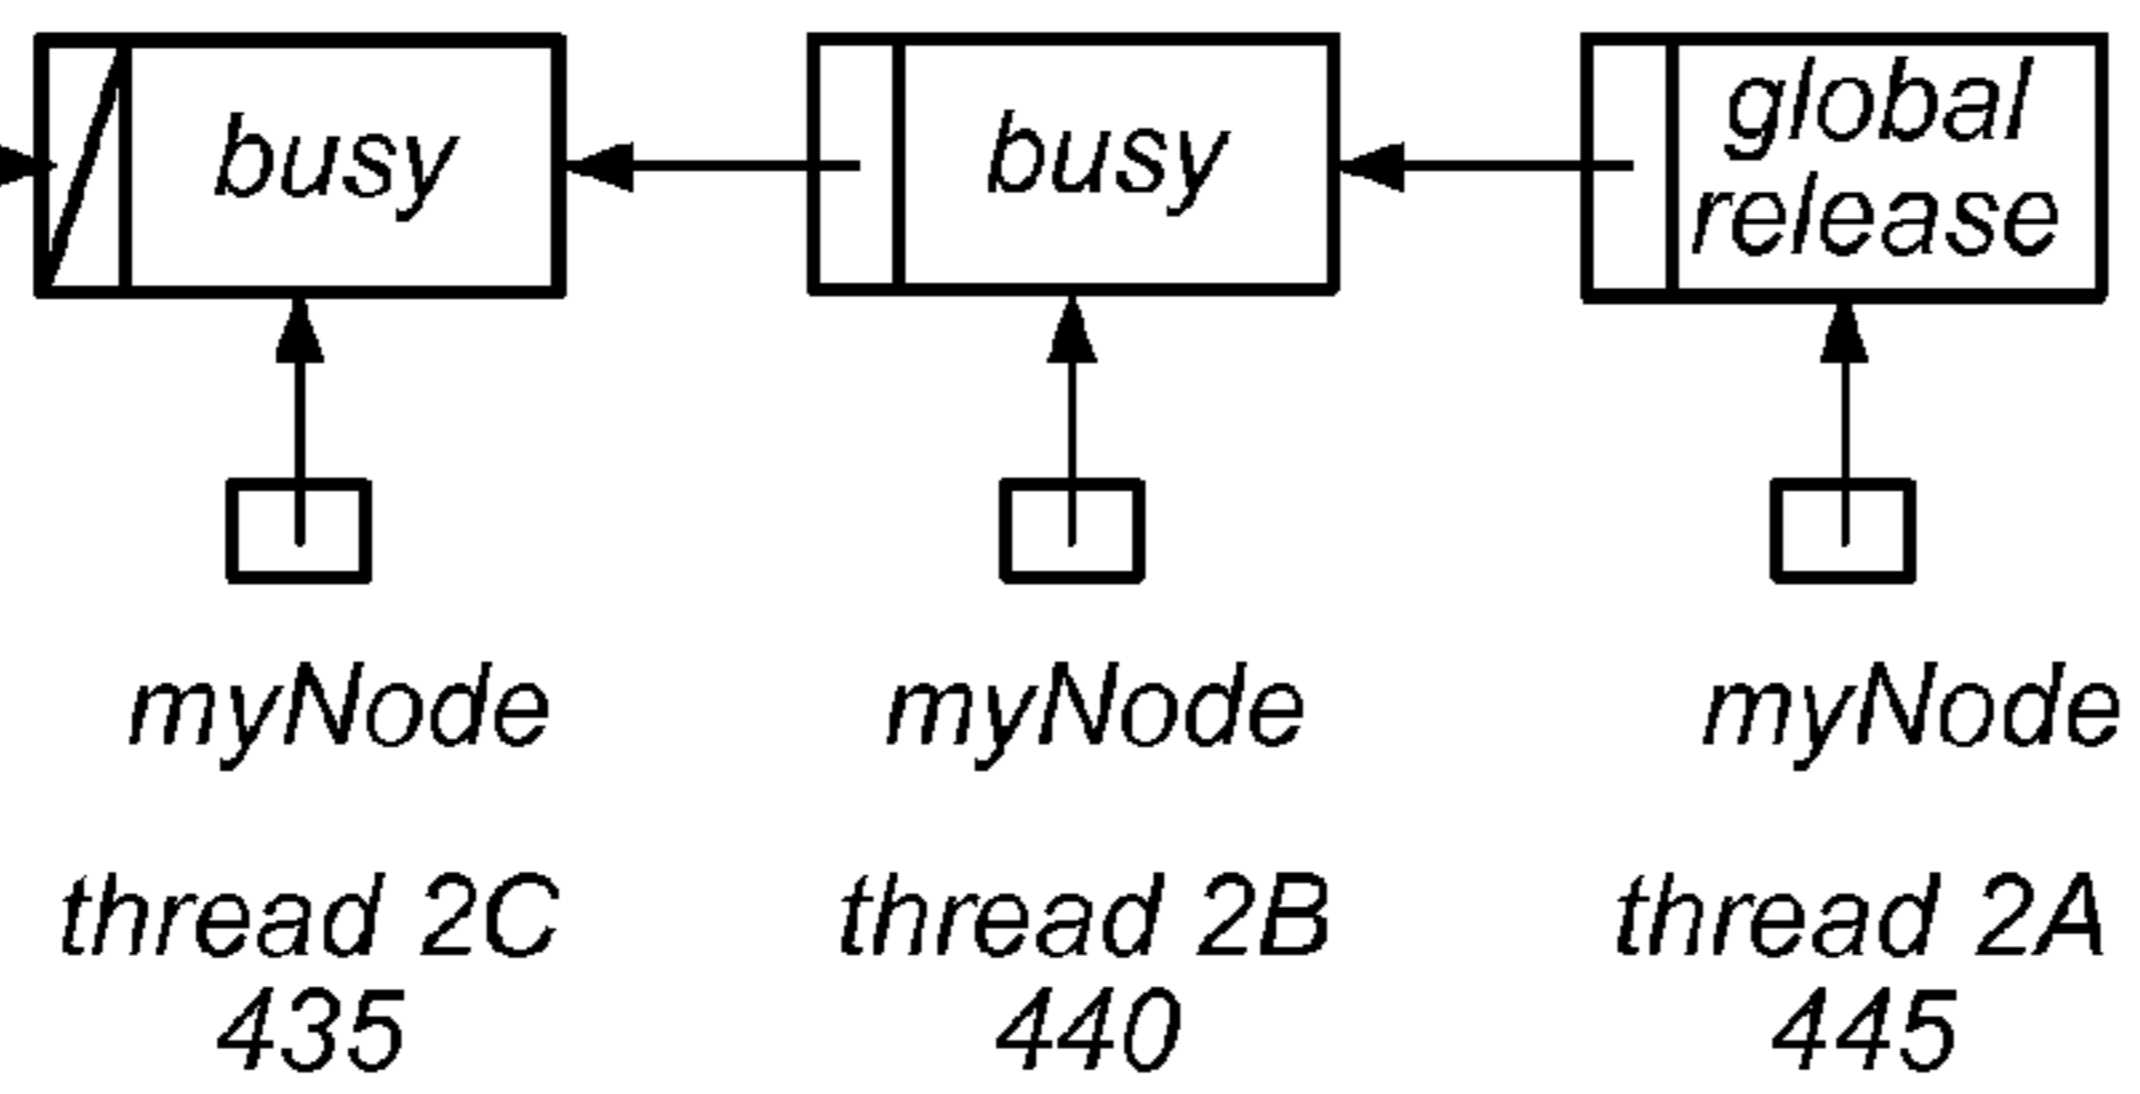 busy
busy
global
release
myNode
myNode
myNode
thread 2C
435
thread 2B
440
thread 2A
445